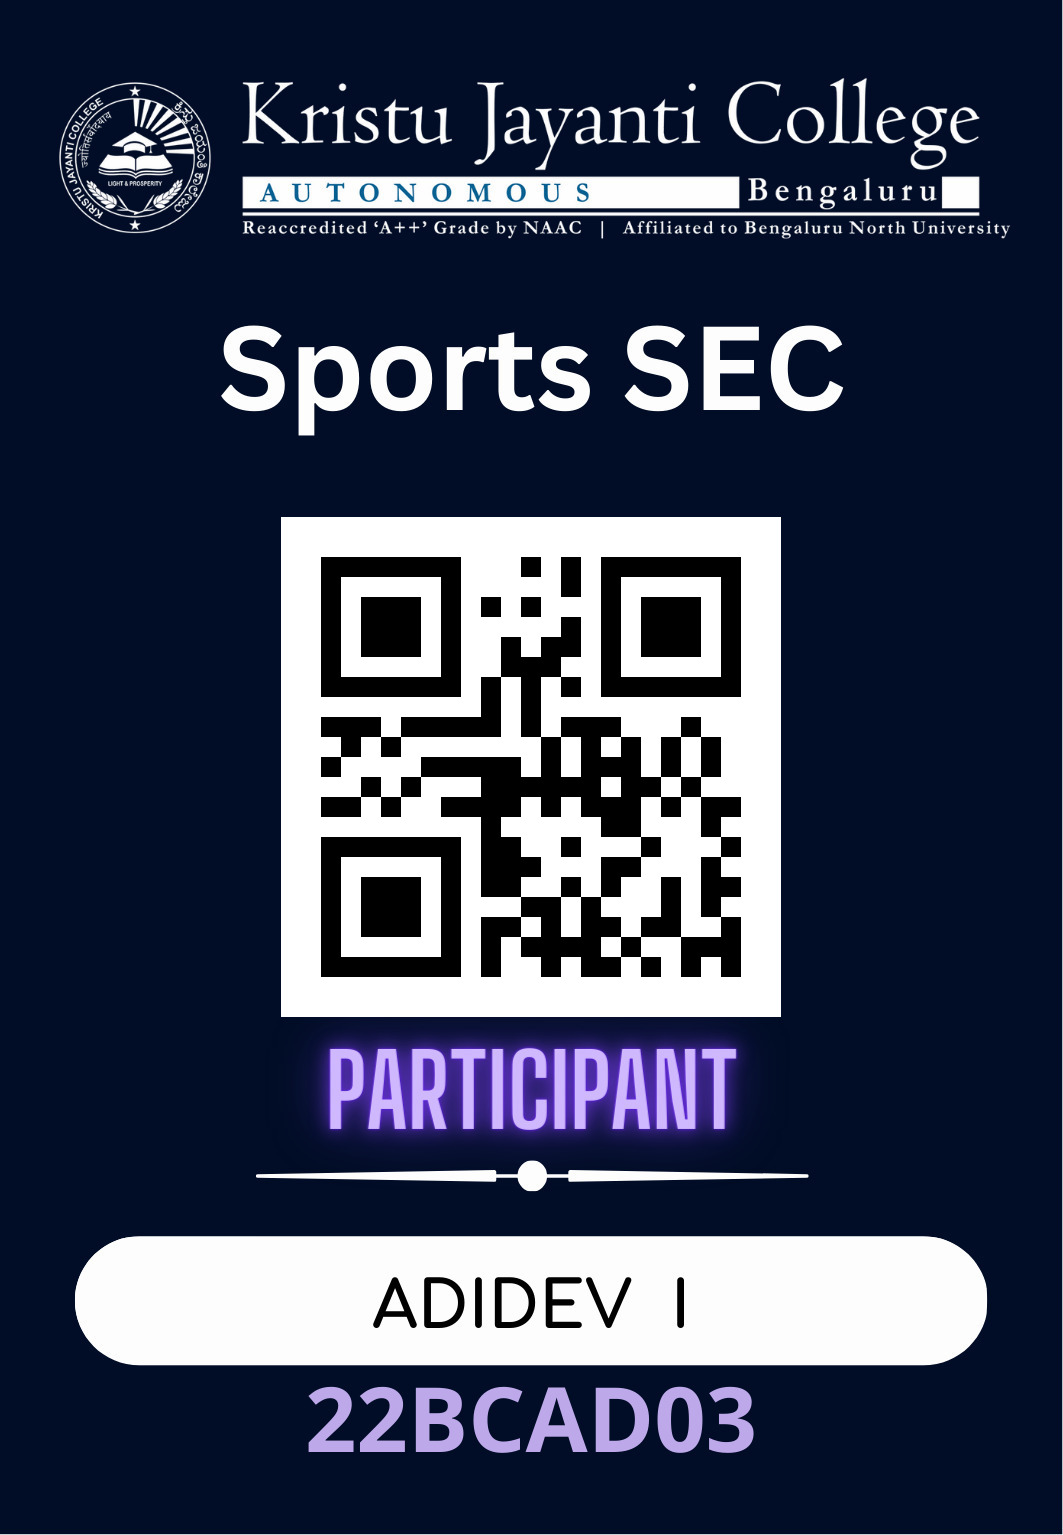 KRISTU JAYANTI COLLEGE
ಕ್ರಿಸ್ತು ಜಯಂತಿ ಕಾಲೇಜು
LIGHT & PROSPERITY
Kristu Jayanti College
AUTONOMOUS Bengaluru
Reaccredited ‘A++’ Grade by NAAC | Affiliated to Bengaluru North University
Sports SEC
PARTICIPANT
ADIDEV I
22BCAD03